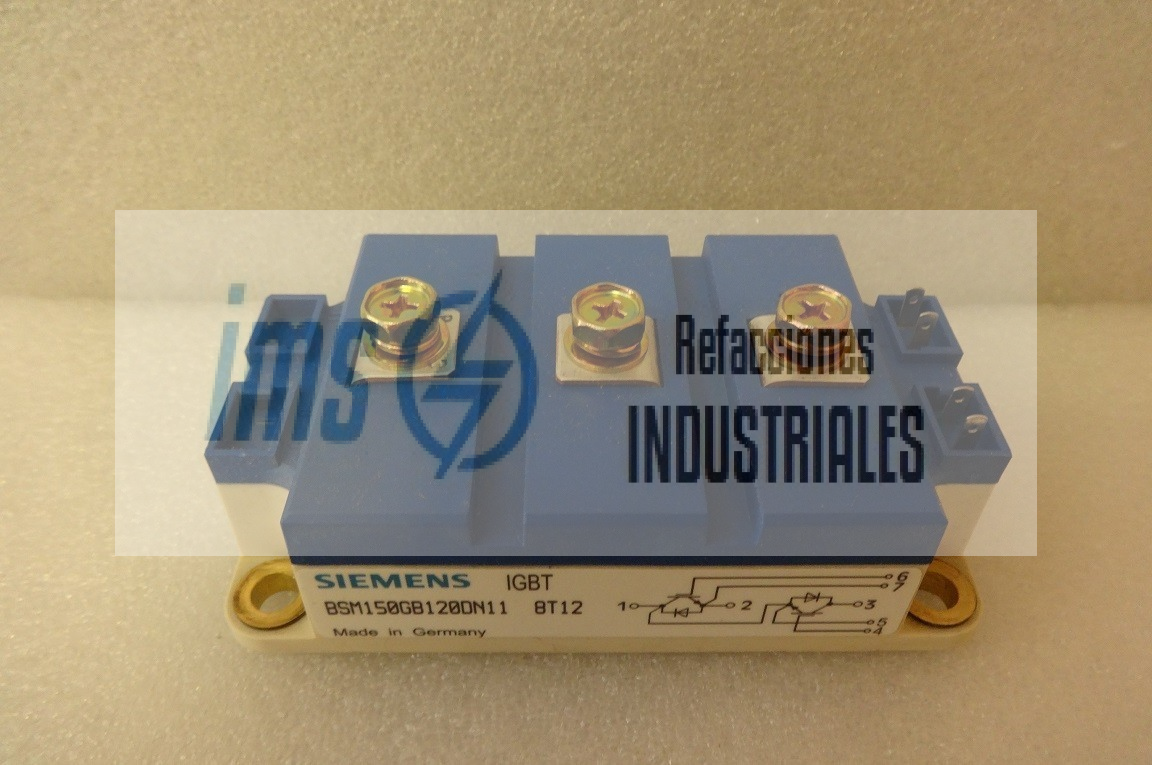 ims
Refacciones
INDUSTRIALES
SIEMENS IGBT
BSM150GB120DN11 8T12
Made in Germany
1 2 3 6
7
5
4